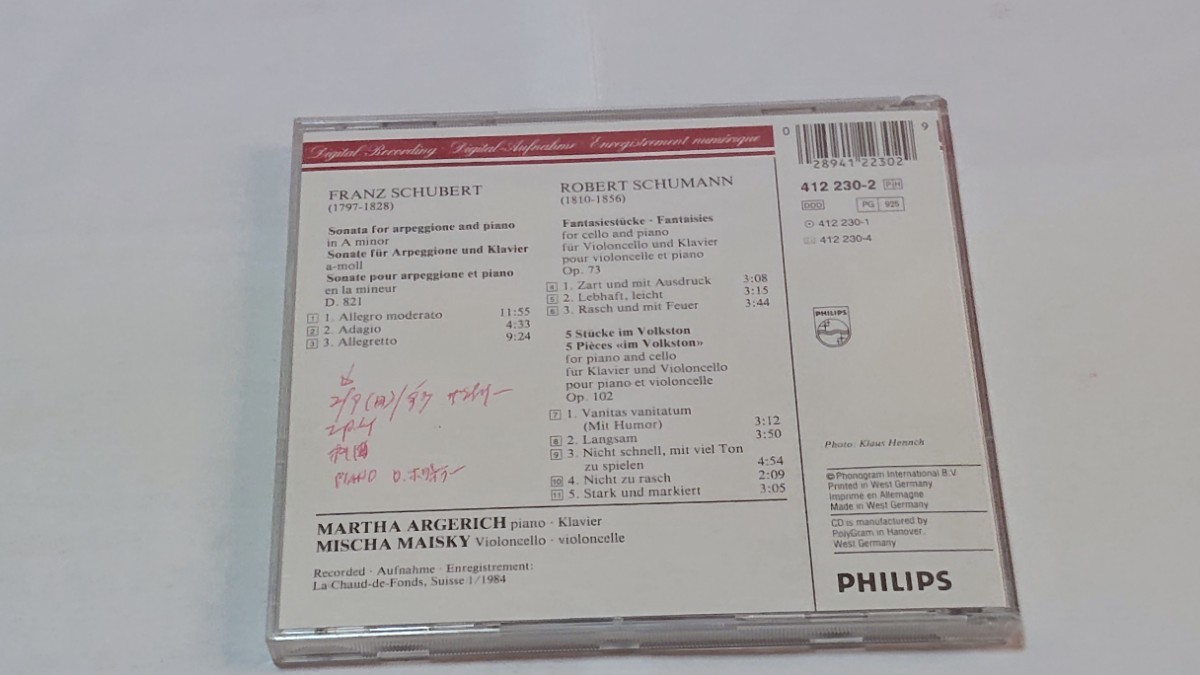 Digital Recording · Digital-Aufnahme · Enregistrement numérique
FRANZ SCHUBERT
(1797-1828)
Sonata for arpeggione and piano
in A minor
Sonate für Arpeggione und Klavier
a-moll
Sonate pour arpeggione et piano
en la mineur
D. 821
1 1. Allegro moderato 11:55
2 2. Adagio 4:33
3 3. Allegretto 9:24
2/9 (日)
PIANO
ROBERT SCHUMANN
(1810-1856)
Fantasiestücke · Fantaisies
for cello and piano
für Violoncello und Klavier
pour violoncelle et piano
Op. 73
4 1. Zart und mit Ausdruck 3:08
5 2. Lebhaft, leicht 3:15
6 3. Rasch und mit Feuer 3:44
5 Stücke im Volkston
5 Pièces «im Volkston»
for piano and cello
für Klavier und Violoncello
pour piano et violoncelle
Op. 102
7 1. Vanitas vanitatum
(Mit Humor) 3:12
8 2. Langsam 3:50
9 3. Nicht schnell, mit viel Ton
zu spielen 4:54
10 4. Nicht zu rasch 2:09
11 5. Stark und markiert 3:05
MARTHA ARGERICH piano · Klavier
MISCHA MAISKY Violoncello · violoncelle
Recorded · Aufnahme · Enregistrement:
La Chaud-de-Fonds, Suisse 1/1984
0 28941 22302 9
412 230-2 PH
DDD PG 925
412 230-1
412 230-4
PHILIPS
Photo: Klaus Hennch
© Phonogram International B.V.
Printed in West Germany
Imprimé en Allemagne
Made in West Germany
CD is manufactured by
PolyGram in Hanover,
West Germany
PHILIPS